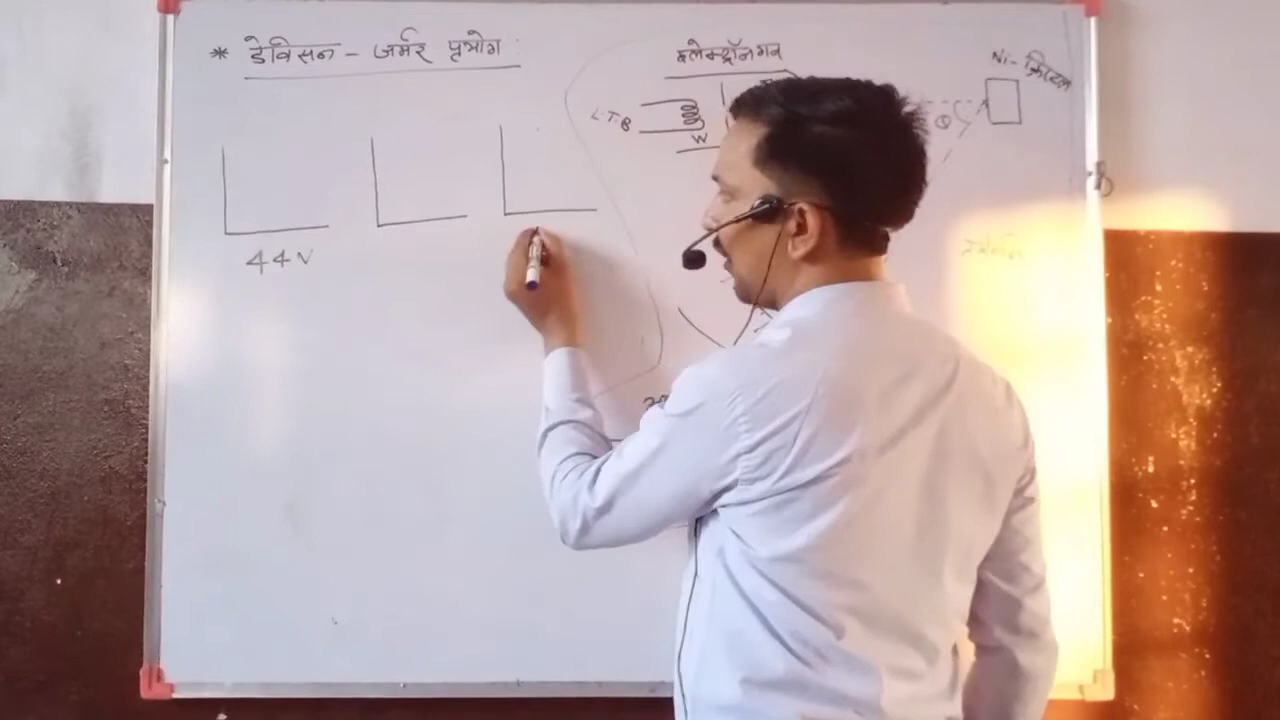 * डेविसन - जर्मर प्रयोग
इलेक्ट्रॉनगन
Ni - क्रिस्टल
L.T.B
W
θ
44V